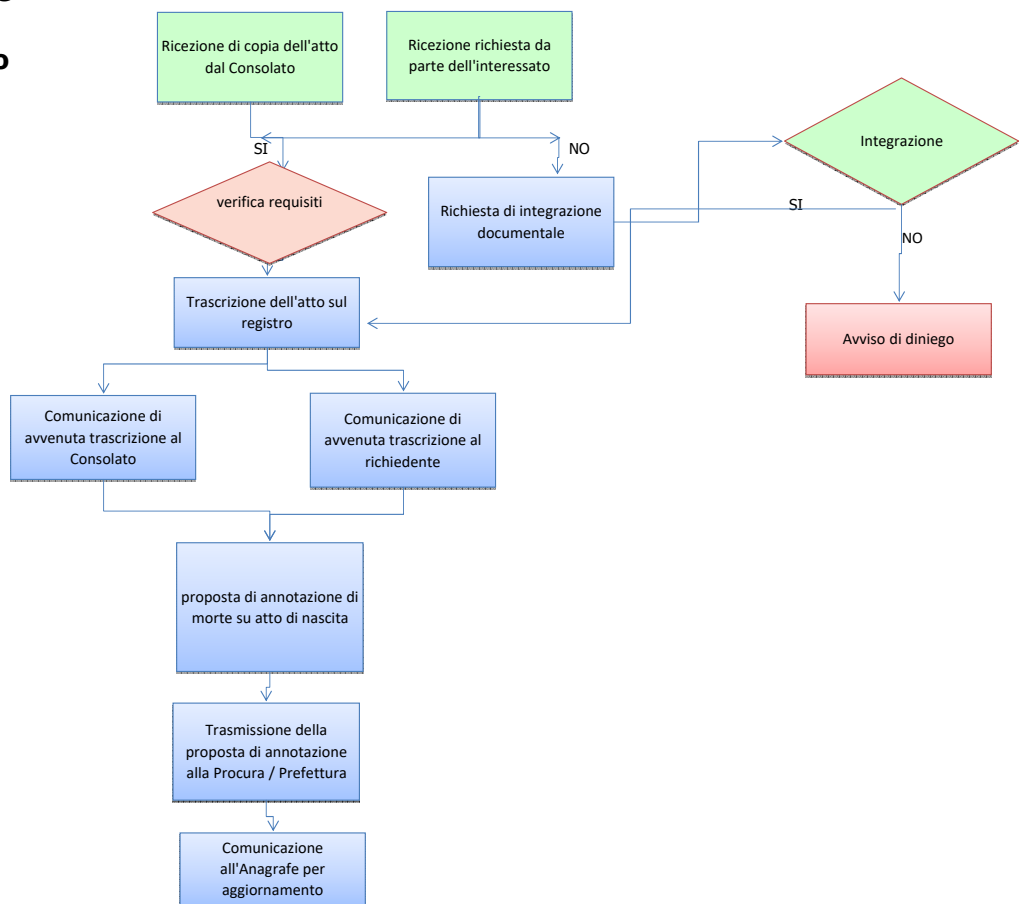 Ricezione di copia dell'atto
dal Consolato
Ricezione richiesta da
parte dell'interessato
Integrazione
SI
NO
verifica requisiti
Richiesta di integrazione
documentale
SI
NO
Trascrizione dell'atto sul
registro
Avviso di diniego
Comunicazione di
avvenuta trascrizione al
Consolato
Comunicazione di
avvenuta trascrizione al
richiedente
proposta di annotazione di
morte su atto di nascita
Trasmissione della
proposta di annotazione
alla Procura / Prefettura
Comunicazione
all'Anagrafe per
aggiornamento